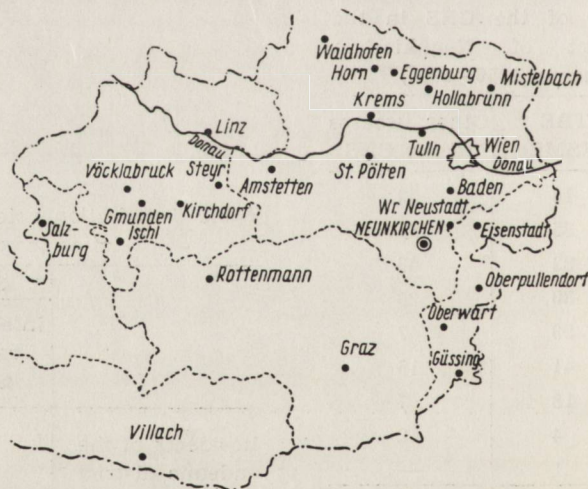 Waidhofen
Horn
Eggenburg
Mistelbach
Hollabrunn
Krems
Linz
Donau
Tulln
Wien
Donau
Steyr
St. Pölten
Vöcklabruck
Amstetten
Baden
Gmunden
Kirchdorf
Wr. Neustadt
Salz-
burg
Ischl
NEUNKIRCHEN
Eisenstadt
Rottenmann
Oberpullendorf
Oberwart
Graz
Güssing
Villach